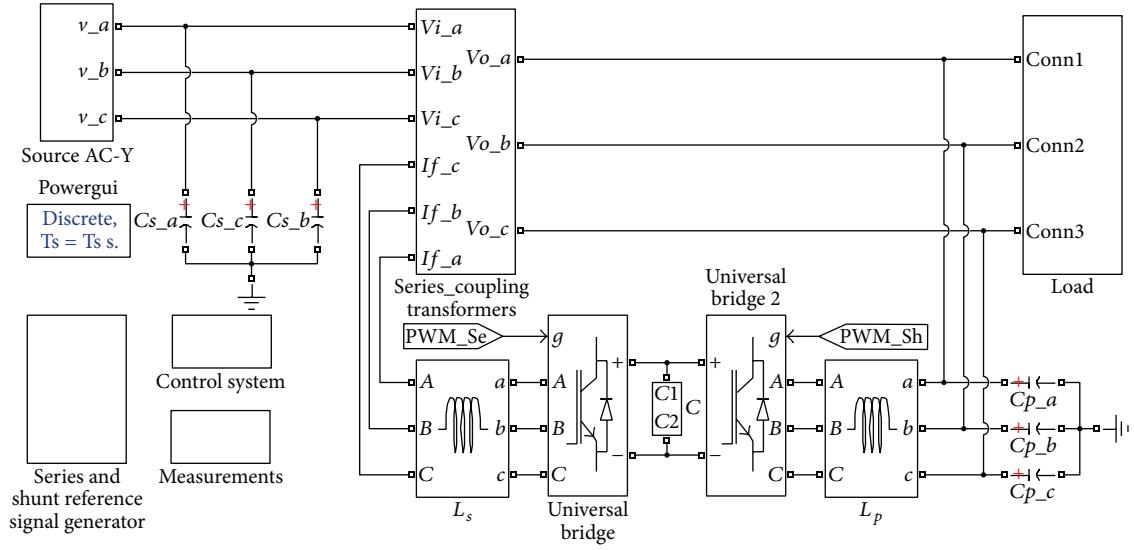 v_a
v_b
v_c
Source AC-Y
Powergui
Discrete,
Ts = Ts s.
Cs_a
Cs_c
Cs_b
Vi_a
Vi_b
Vi_c
If_c
If_b
If_a
Vo_a
Vo_b
Vo_c
Series_coupling
transformers
Conn1
Conn2
Conn3
Load
Series and
shunt reference
signal generator
Control system
Measurements
PWM_Se
A
B
C
a
b
c
L_s
g
A
B
C
+
−
Universal
bridge
C1
C2
C
Universal
bridge 2
+
−
g
A
B
C
PWM_Sh
A
B
C
a
b
c
L_p
+
Cp_a
+
Cp_b
+
Cp_c